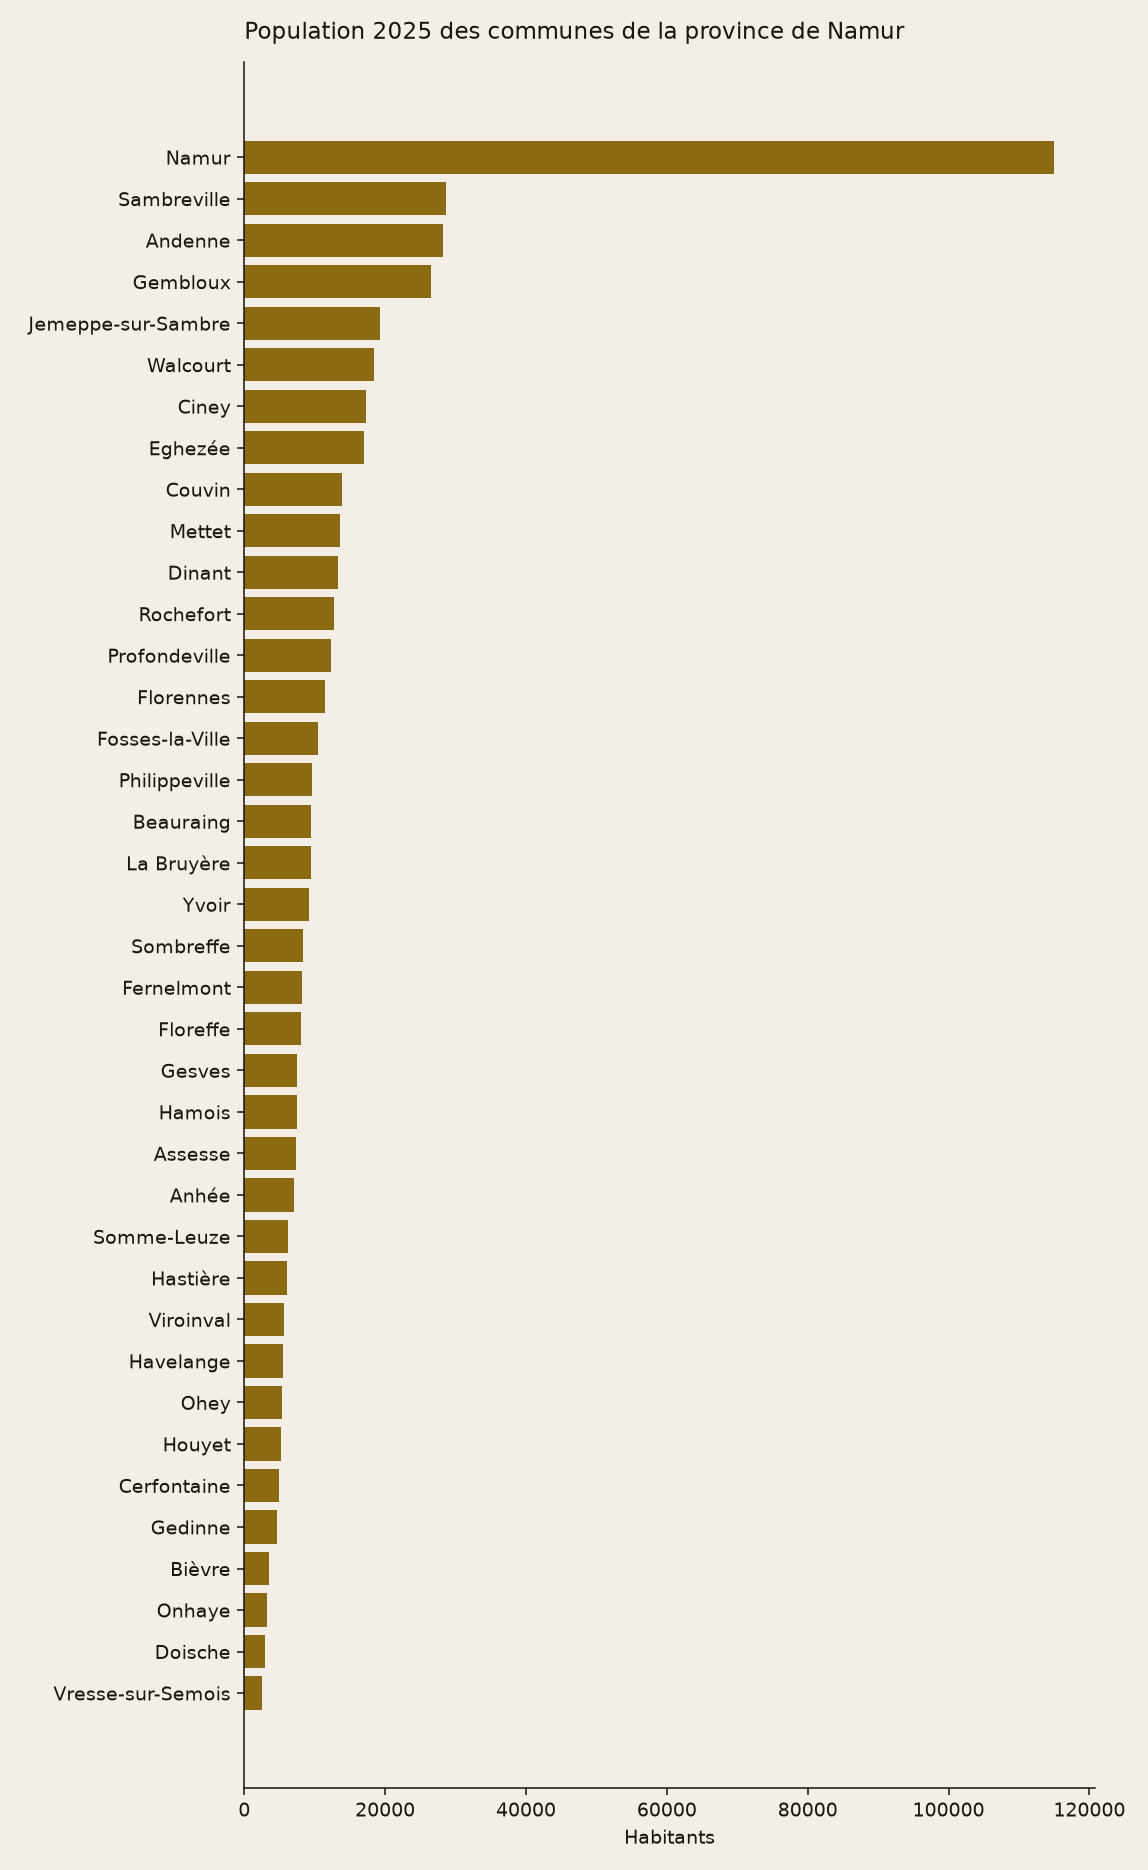 Population 2025 des communes de la province de Namur
Namur
Sambreville
Andenne
Gembloux
Jemeppe-sur-Sambre
Walcourt
Ciney
Eghezée
Couvin
Mettet
Dinant
Rochefort
Profondeville
Florennes
Fosses-la-Ville
Philippeville
Beauraing
La Bruyère
Yvoir
Sombreffe
Fernelmont
Floreffe
Gesves
Hamois
Assesse
Anhée
Somme-Leuze
Hastière
Viroinval
Havelange
Ohey
Houyet
Cerfontaine
Gedinne
Bièvre
Onhaye
Doische
Vresse-sur-Semois
0 20000 40000 60000 80000 100000 120000
Habitants